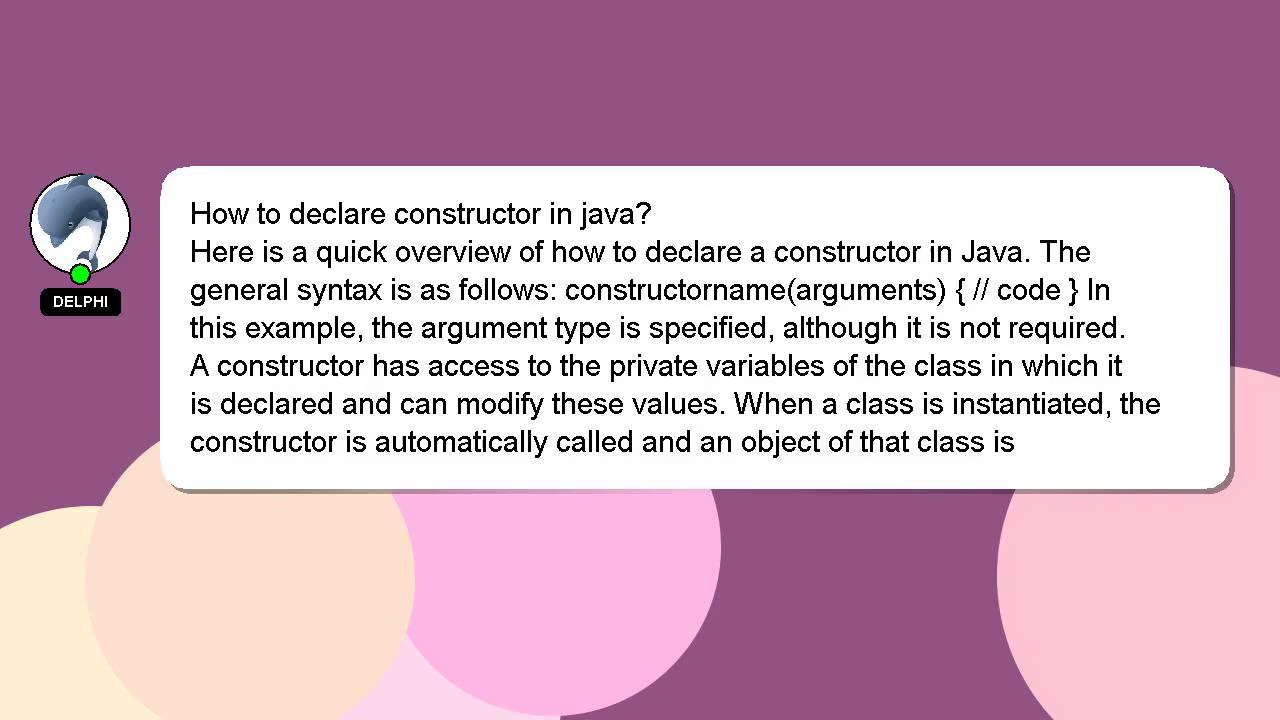 How to declare constructor in java?
Here is a quick overview of how to declare a constructor in Java. The
general syntax is as follows: constructorname(arguments) { // code } In
this example, the argument type is specified, although it is not required.
A constructor has access to the private variables of the class in which it
is declared and can modify these values. When a class is instantiated, the
constructor is automatically called and an object of that class is
DELPHI